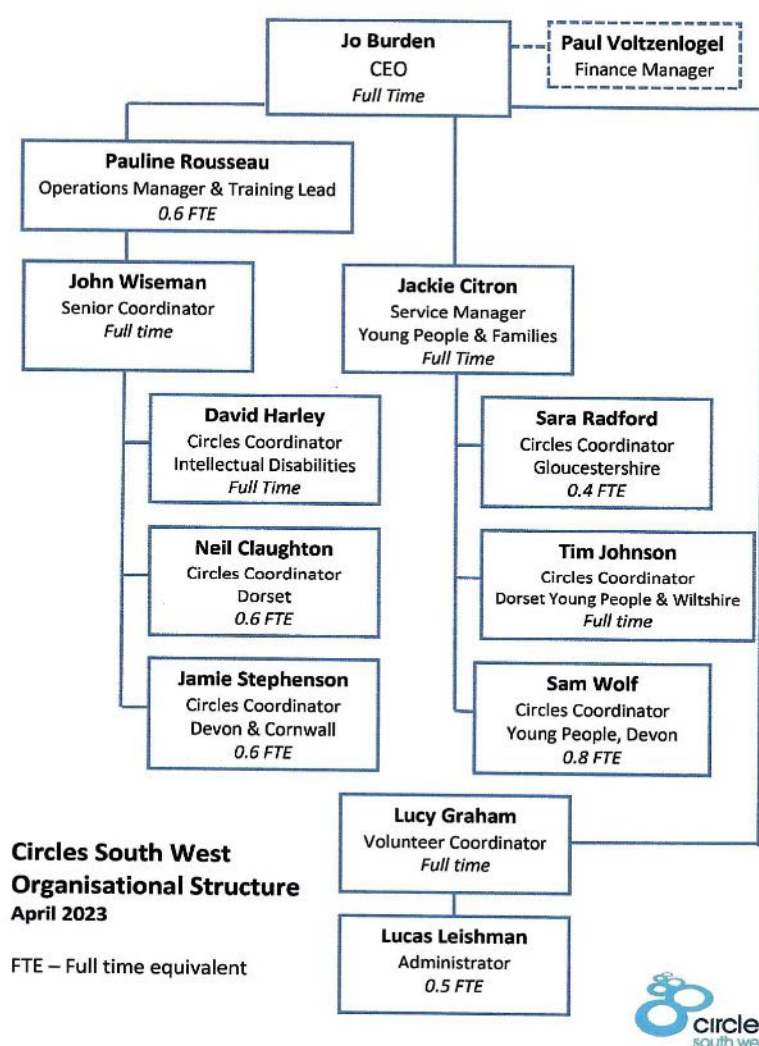 Jo Burden
CEO
Full Time
Paul Voltzenlogel
Finance Manager
Pauline Rousseau
Operations Manager & Training Lead
0.6 FTE
John Wiseman
Senior Coordinator
Full time
Jackie Citron
Service Manager
Young People & Families
Full Time
David Harley
Circles Coordinator
Intellectual Disabilities
Full Time
Neil Claughton
Circles Coordinator
Dorset
0.6 FTE
Jamie Stephenson
Circles Coordinator
Devon & Cornwall
0.6 FTE
Sara Radford
Circles Coordinator
Gloucestershire
0.4 FTE
Tim Johnson
Circles Coordinator
Dorset Young People & Wiltshire
Full time
Sam Wolf
Circles Coordinator
Young People, Devon
0.8 FTE
Lucy Graham
Volunteer Coordinator
Full time
Lucas Leishman
Administrator
0.5 FTE
Circles South West
Organisational Structure
April 2023
FTE – Full time equivalent
circle
south we